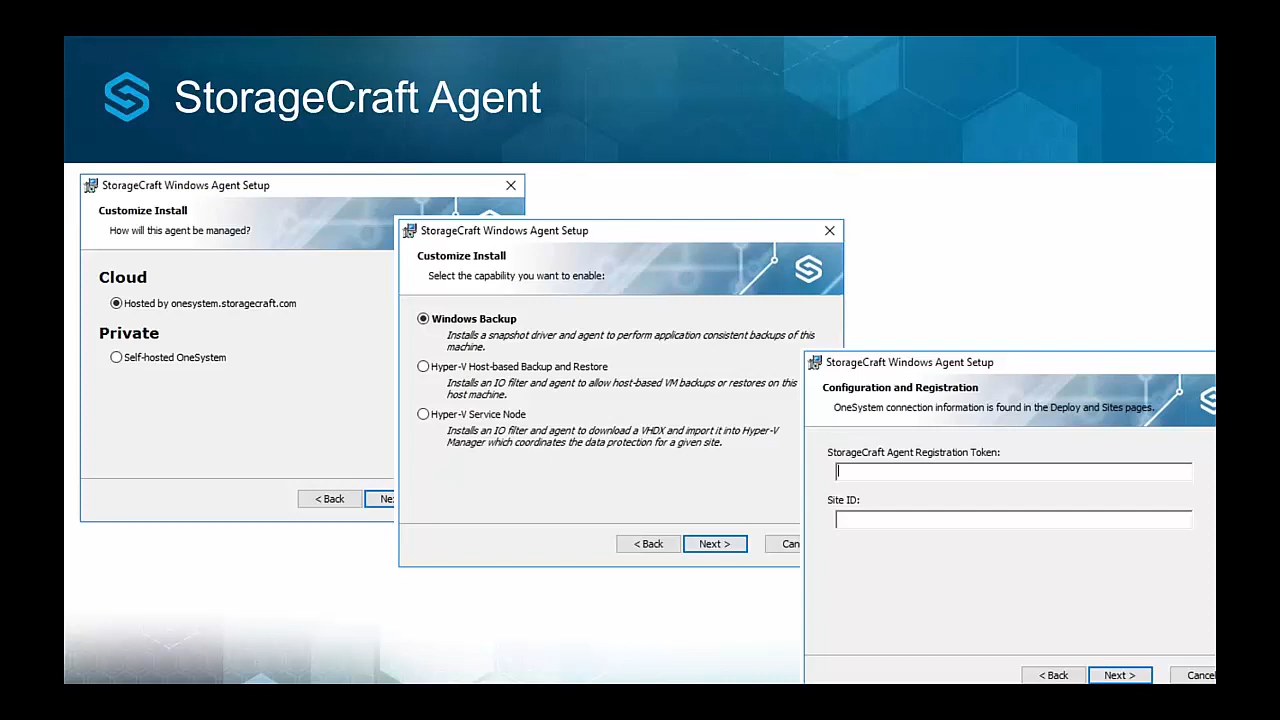 StorageCraft Agent
StorageCraft Windows Agent Setup
Customize Install
How will this agent be managed?
Cloud
Hosted by onesystem.storagecraft.com
Private
Self-hosted OneSystem
< Back
Ne
StorageCraft Windows Agent Setup
Customize Install
Select the capability you want to enable:
Windows Backup
Installs a snapshot driver and agent to perform application consistent backups of this
machine.
Hyper-V Host-based Backup and Restore
Installs an IO filter and agent to allow host-based VM backups or restores on this
host machine.
Hyper-V Service Node
Installs an IO filter and agent to download a VHDX and import it into Hyper-V
Manager which coordinates the data protection for a given site.
< Back
Next >
Can
StorageCraft Windows Agent Setup
Configuration and Registration
OneSystem connection information is found in the Deploy and Sites pages.
StorageCraft Agent Registration Token:
Site ID:
< Back
Next >
Cancel